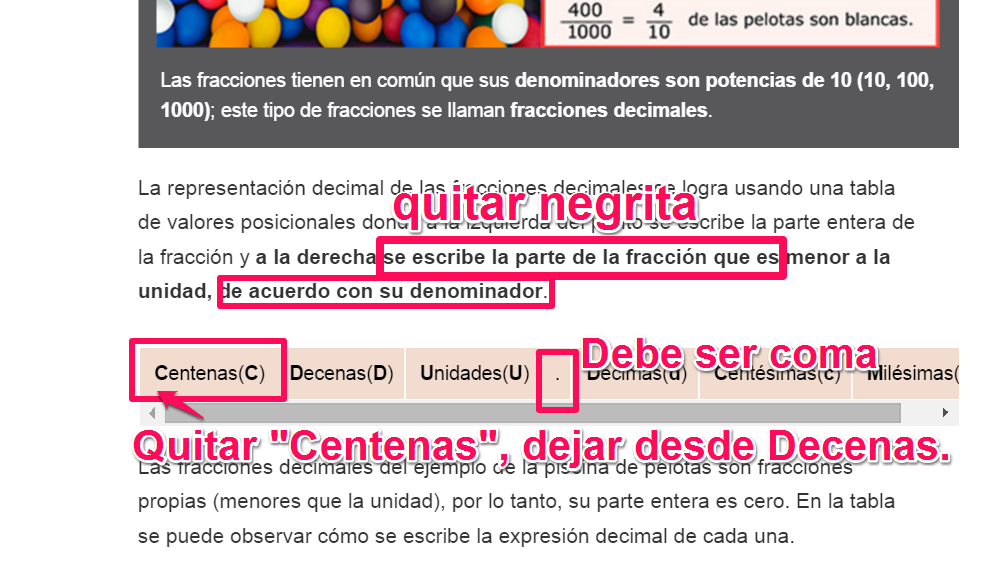 400
1000
=
4
10
de las pelotas son blancas.
Las fracciones tienen en común que sus denominadores son potencias de 10 (10, 100,
1000); este tipo de fracciones se llaman fracciones decimales.
La representación decimal de las fracciones decimales se logra usando una tabla
quitar negrita
de valores posicionales donde a la izquierda del punto se escribe la parte entera de
la fracción y a la derecha se escribe la parte de la fracción que es menor a la
unidad, de acuerdo con su denominador.
Debe ser coma
Centenas(C) Decenas(D) Unidades(U) . Décimas(d) Centésimas(c) Milésimas(
Quitar "Centenas", dejar desde Decenas.
Las fracciones decimales del ejemplo de la piscina de pelotas son fracciones
propias (menores que la unidad), por lo tanto, su parte entera es cero. En la tabla
se puede observar cómo se escribe la expresión decimal de cada una.